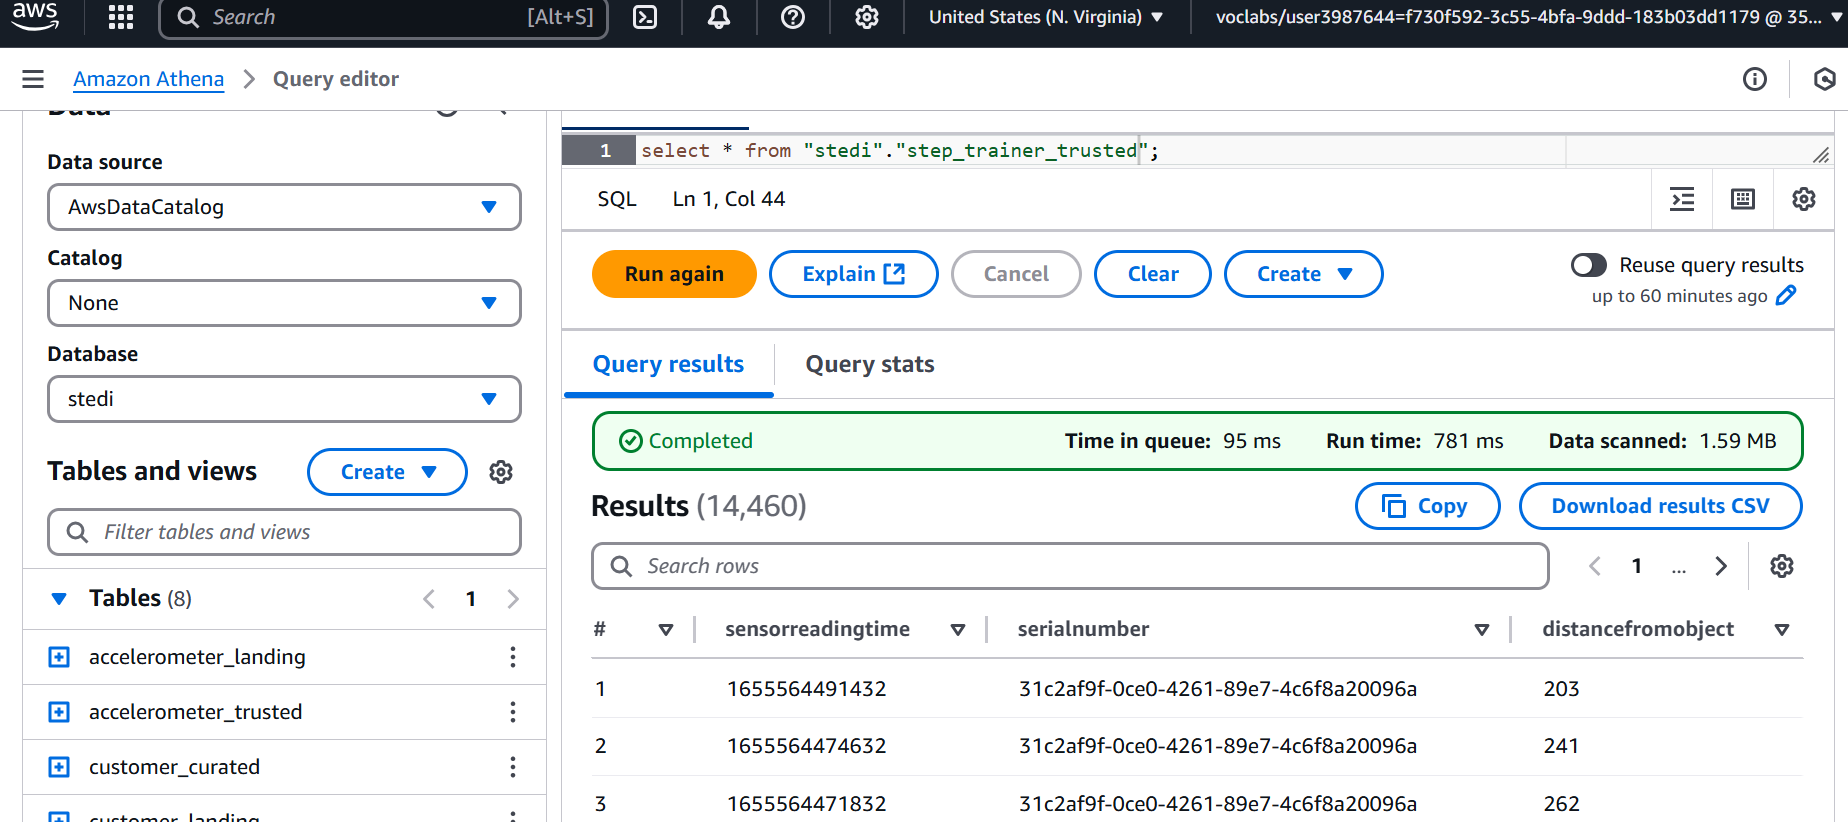 aws
Search [Alt+S]
United States (N. Virginia)
voclabs/user3987644=f730f592-3c55-4bfa-9ddd-183b03dd1179 @ 35...
Amazon Athena
Query editor
Data
Data source
AwsDataCatalog
Catalog
None
Database
stedi
Tables and views
Create
Filter tables and views
Tables (8)
1
accelerometer_landing
accelerometer_trusted
customer_curated
customer_landing
1 select * from "stedi"."step_trainer_trusted";
SQL Ln 1, Col 44
Run again
Explain
Cancel
Clear
Create
Reuse query results
up to 60 minutes ago
Query results
Query stats
Completed
Time in queue: 95 ms Run time: 781 ms Data scanned: 1.59 MB
Results (14,460)
Copy
Download results CSV
Search rows
1 ...
# sensorreadingtime serialnumber distancefromobject
1 1655564491432 31c2af9f-0ce0-4261-89e7-4c6f8a20096a 203
2 1655564474632 31c2af9f-0ce0-4261-89e7-4c6f8a20096a 241
3 1655564471832 31c2af9f-0ce0-4261-89e7-4c6f8a20096a 262